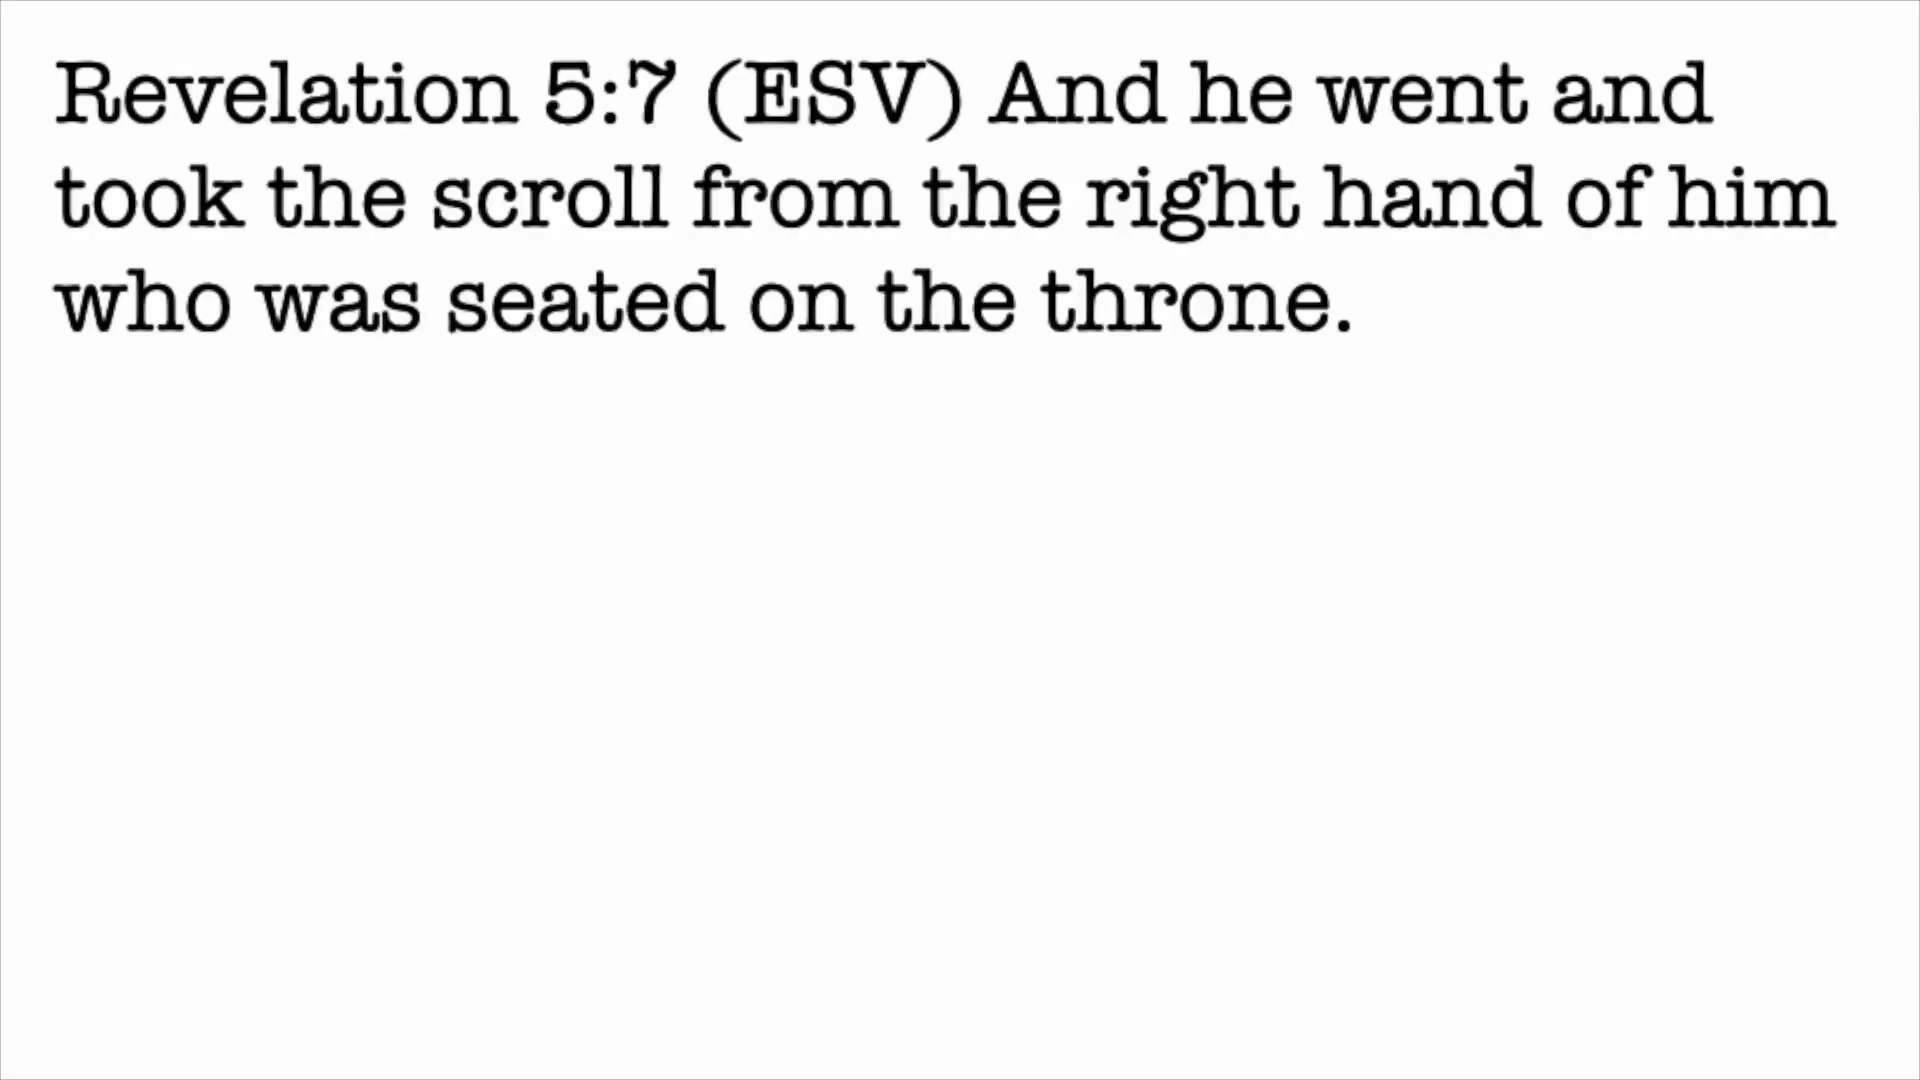 Revelation 5:7 (ESV) And he went and
took the scroll from the right hand of him
who was seated on the throne.